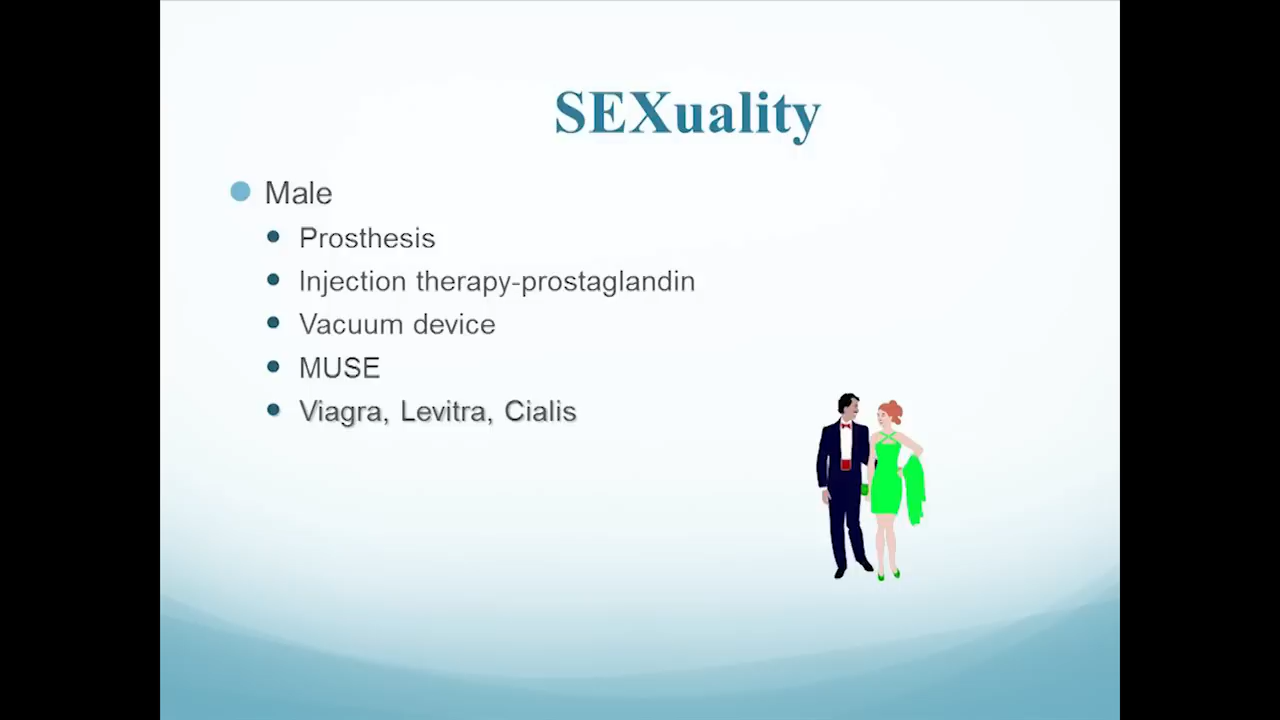 SEXuality
Male
Prosthesis
Injection therapy-prostaglandin
Vacuum device
MUSE
Viagra, Levitra, Cialis